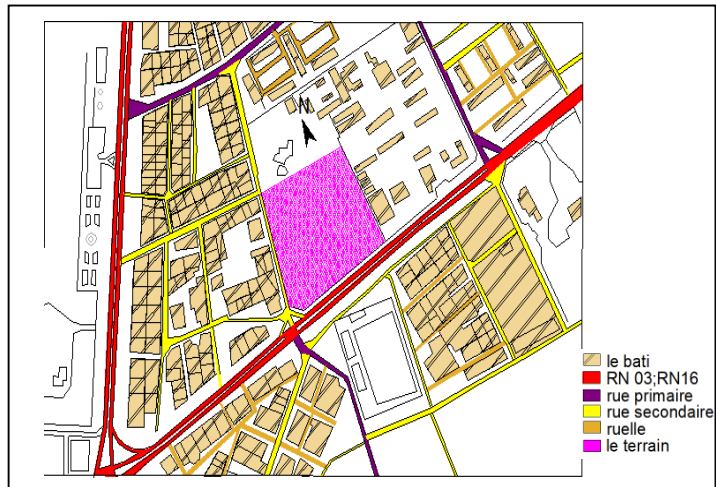 N
le bati
RN 03;RN16
rue primaire
rue secondaire
ruelle
le terrain